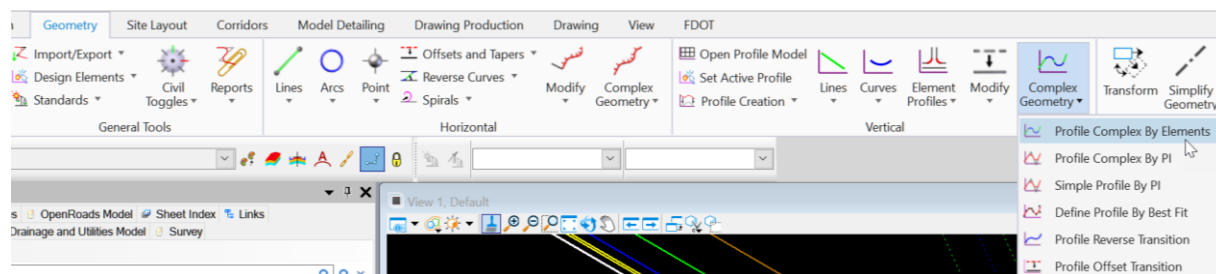 Geometry Site Layout Corridors Model Detailing Drawing Production Drawing View FDOT
Import/Export
Design Elements
Standards
Civil Toggles
Reports
General Tools
Lines
Arcs
Point
Offsets and Tapers
Reverse Curves
Spirals
Modify
Complex Geometry
Horizontal
Open Profile Model
Set Active Profile
Profile Creation
Lines
Curves
Element Profiles
Modify
Complex Geometry
Vertical
Transform
Simplify Geometry
Profile Complex By Elements
Profile Complex By PI
Simple Profile By PI
Define Profile By Best Fit
Profile Reverse Transition
Profile Offset Transition
OpenRoads Model Sheet Index Links
Drainage and Utilities Model Survey
View 1, Default